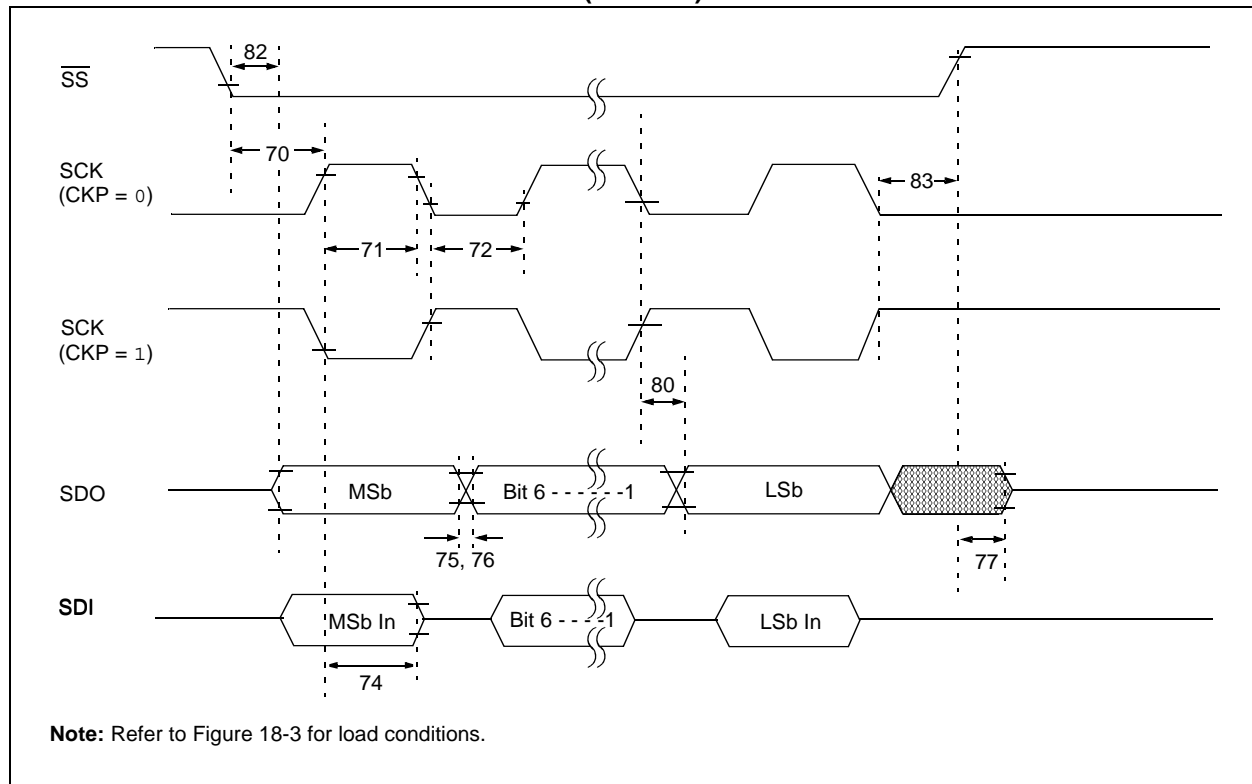 82
SS
70
SCK
(CKP = 0)
83
71
72
SCK
(CKP = 1)
80
SDO
MSb
Bit 6 - - - - - -1
LSb
75, 76
77
SDI
MSb In
Bit 6 - - - -1
LSb In
74
Note: Refer to Figure 18-3 for load conditions.